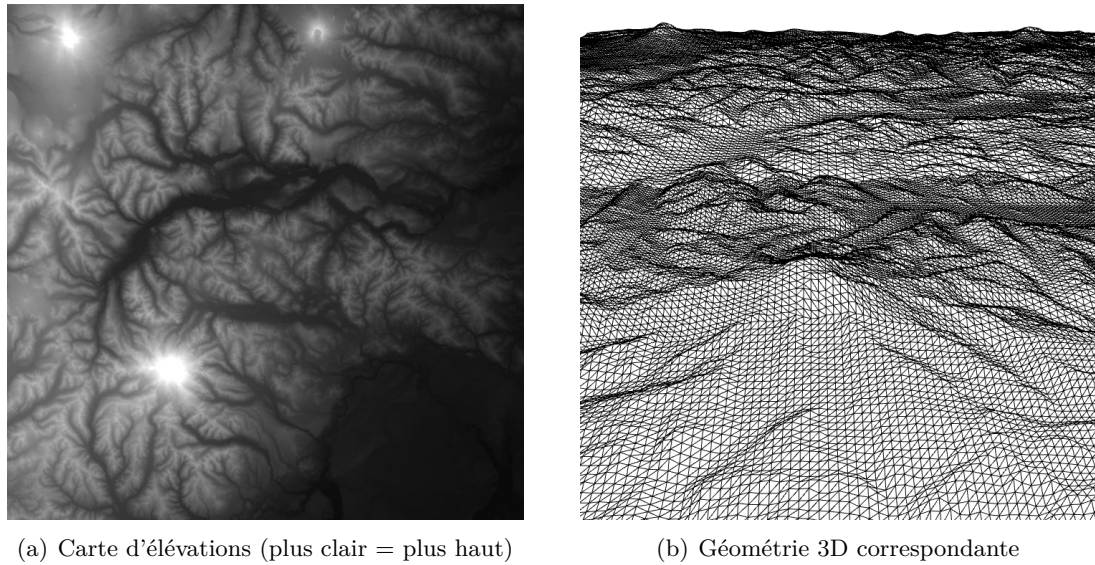 (a) Carte d'élévations (plus clair = plus haut)
(b) Géométrie 3D correspondante